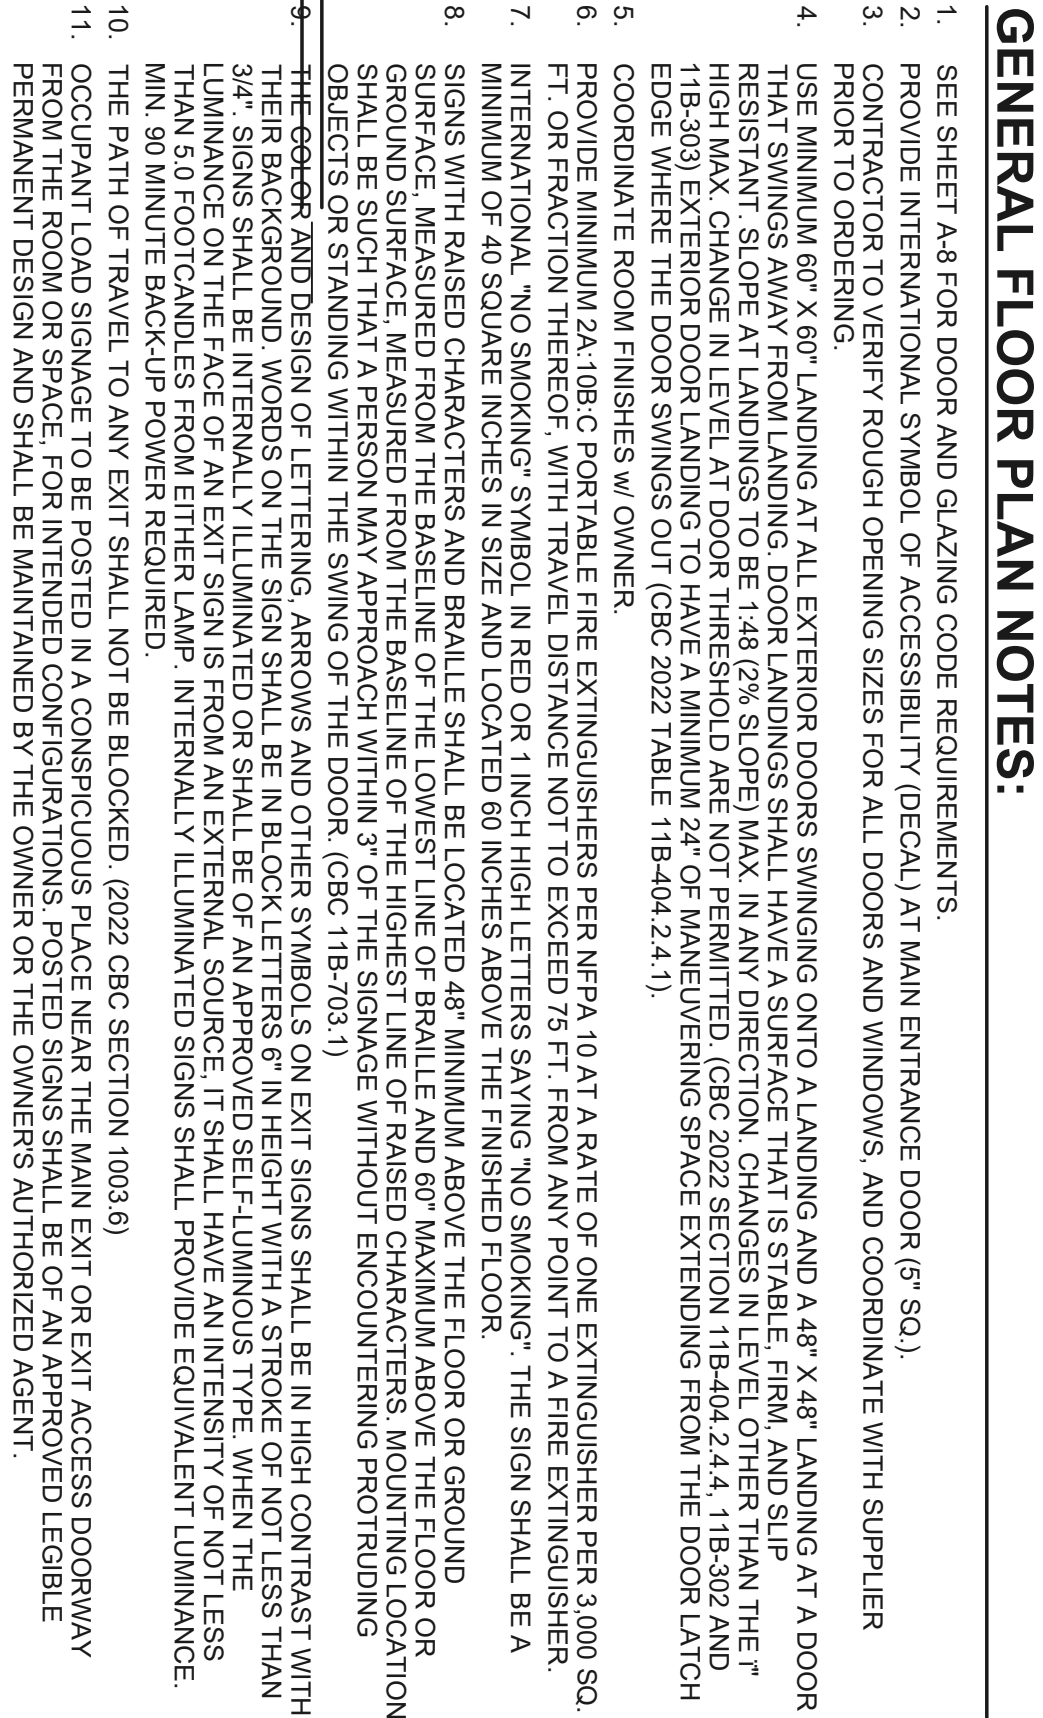 GENERAL FLOOR PLAN NOTES:
1. SEE SHEET A-8 FOR DOOR AND GLAZING CODE REQUIREMENTS.
2. PROVIDE INTERNATIONAL SYMBOL OF ACCESSIBILITY (DECAL) AT MAIN ENTRANCE DOOR (5" SQ.).
3. CONTRACTOR TO VERIFY ROUGH OPENING SIZES FOR ALL DOORS AND WINDOWS, AND COORDINATE WITH SUPPLIER
PRIOR TO ORDERING.
4. USE MINIMUM 60" X 60" LANDING AT ALL EXTERIOR DOORS SWINGING ONTO A LANDING AND A 48" X 48" LANDING AT A DOOR
THAT SWINGS AWAY FROM LANDING. DOOR LANDINGS SHALL HAVE A SURFACE THAT IS STABLE, FIRM, AND SLIP
RESISTANT. SLOPE AT LANDINGS TO BE 1:48 (2% SLOPE) MAX. IN ANY DIRECTION. CHANGES IN LEVEL OTHER THAN THE ï"
HIGH MAX. CHANGE IN LEVEL AT DOOR THRESHOLD ARE NOT PERMITTED. (CBC 2022 SECTION 11B-404.2.4.4, 11B-302 AND
11B-303) EXTERIOR DOOR LANDING TO HAVE A MINIMUM 24" OF MANEUVERING SPACE EXTENDING FROM THE DOOR LATCH
EDGE WHERE THE DOOR SWINGS OUT (CBC 2022 TABLE 11B-404.2.4.1).
5. COORDINATE ROOM FINISHES w/ OWNER.
6. PROVIDE MINIMUM 2A:10B:C PORTABLE FIRE EXTINGUISHERS PER NFPA 10 AT A RATE OF ONE EXTINGUISHER PER 3,000 SQ.
FT. OR FRACTION THEREOF, WITH TRAVEL DISTANCE NOT TO EXCEED 75 FT. FROM ANY POINT TO A FIRE EXTINGUISHER.
7. INTERNATIONAL "NO SMOKING" SYMBOL IN RED OR 1 INCH HIGH LETTERS SAYING "NO SMOKING". THE SIGN SHALL BE A
MINIMUM OF 40 SQUARE INCHES IN SIZE AND LOCATED 60 INCHES ABOVE THE FINISHED FLOOR.
8. SIGNS WITH RAISED CHARACTERS AND BRAILLE SHALL BE LOCATED 48" MINIMUM ABOVE THE FLOOR OR GROUND
SURFACE, MEASURED FROM THE BASELINE OF THE LOWEST LINE OF BRAILLE AND 60" MAXIMUM ABOVE THE FLOOR OR
GROUND SURFACE, MEASURED FROM THE BASELINE OF THE HIGHEST LINE OF RAISED CHARACTERS. MOUNTING LOCATION
SHALL BE SUCH THAT A PERSON MAY APPROACH WITHIN 3" OF THE SIGNAGE WITHOUT ENCOUNTERING PROTRUDING
OBJECTS OR STANDING WITHIN THE SWING OF THE DOOR. (CBC 11B-703.1)
9. THE COLOR AND DESIGN OF LETTERING, ARROWS AND OTHER SYMBOLS ON EXIT SIGNS SHALL BE IN HIGH CONTRAST WITH
THEIR BACKGROUND. WORDS ON THE SIGN SHALL BE IN BLOCK LETTERS 6" IN HEIGHT WITH A STROKE OF NOT LESS THAN
3/4". SIGNS SHALL BE INTERNALLY ILLUMINATED OR SHALL BE OF AN APPROVED SELF-LUMINOUS TYPE. WHEN THE
LUMINANCE ON THE FACE OF AN EXIT SIGN IS FROM AN EXTERNAL SOURCE, IT SHALL HAVE AN INTENSITY OF NOT LESS
THAN 5.0 FOOTCANDLES FROM EITHER LAMP. INTERNALLY ILLUMINATED SIGNS SHALL PROVIDE EQUIVALENT LUMINANCE.
MIN. 90 MINUTE BACK-UP POWER REQUIRED.
10. THE PATH OF TRAVEL TO ANY EXIT SHALL NOT BE BLOCKED. (2022 CBC SECTION 1003.6)
11. OCCUPANT LOAD SIGNAGE TO BE POSTED IN A CONSPICUOUS PLACE NEAR THE MAIN EXIT OR EXIT ACCESS DOORWAY
FROM THE ROOM OR SPACE, FOR INTENDED CONFIGURATIONS. POSTED SIGNS SHALL BE OF AN APPROVED LEGIBLE
PERMANENT DESIGN AND SHALL BE MAINTAINED BY THE OWNER OR THE OWNER'S AUTHORIZED AGENT.